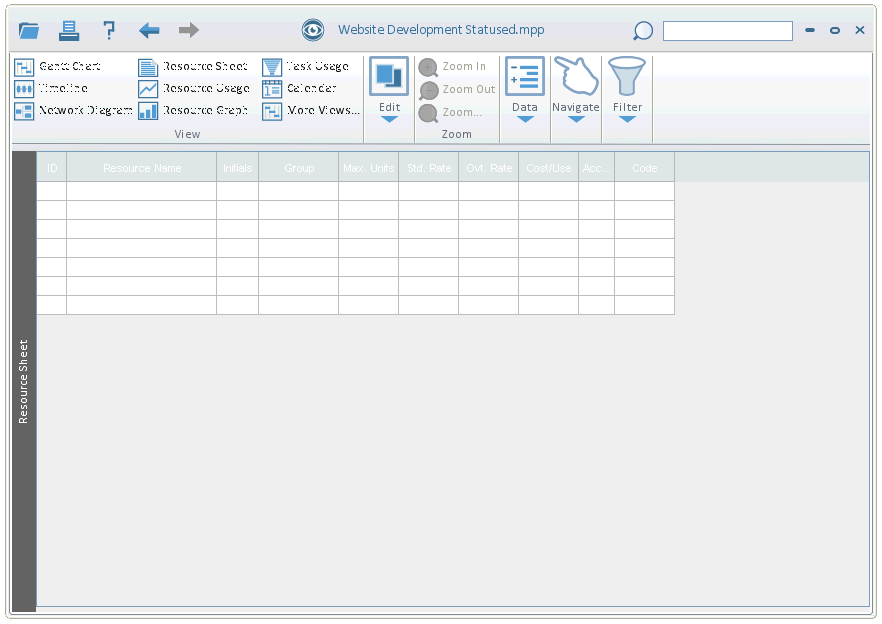 Website Development Statused.mpp
Gantt Chart Resource Sheet Task Usage
Timeline Resource Usage Calendar
Network Diagram Resource Graph More Views...
View
Edit
Zoom In
Zoom Out
Zoom...
Zoom
Data
Navigate
Filter
ID Resource Name Initials Group Max. Units Std. Rate Ovt. Rate Cost/Use Acc... Code
Resource Sheet